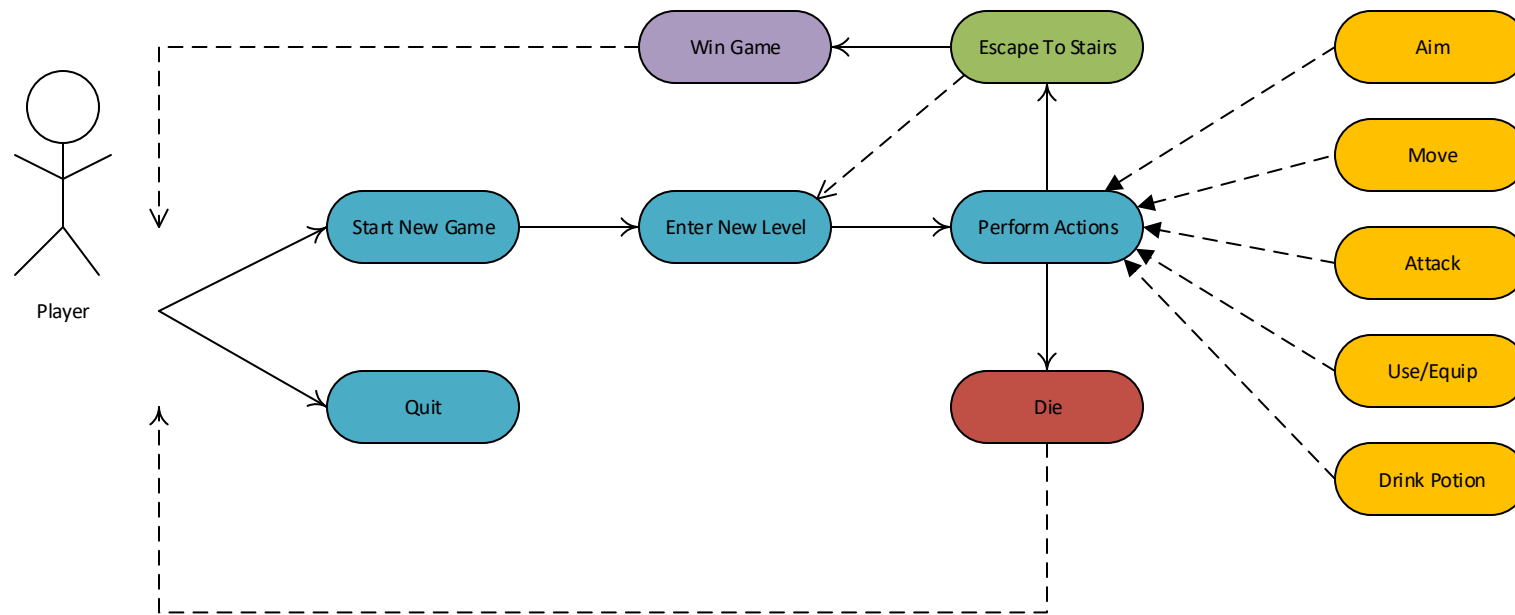 Win Game
Escape To Stairs
Aim
Move
Start New Game
Enter New Level
Perform Actions
Attack
Player
Use/Equip
Quit
Die
Drink Potion